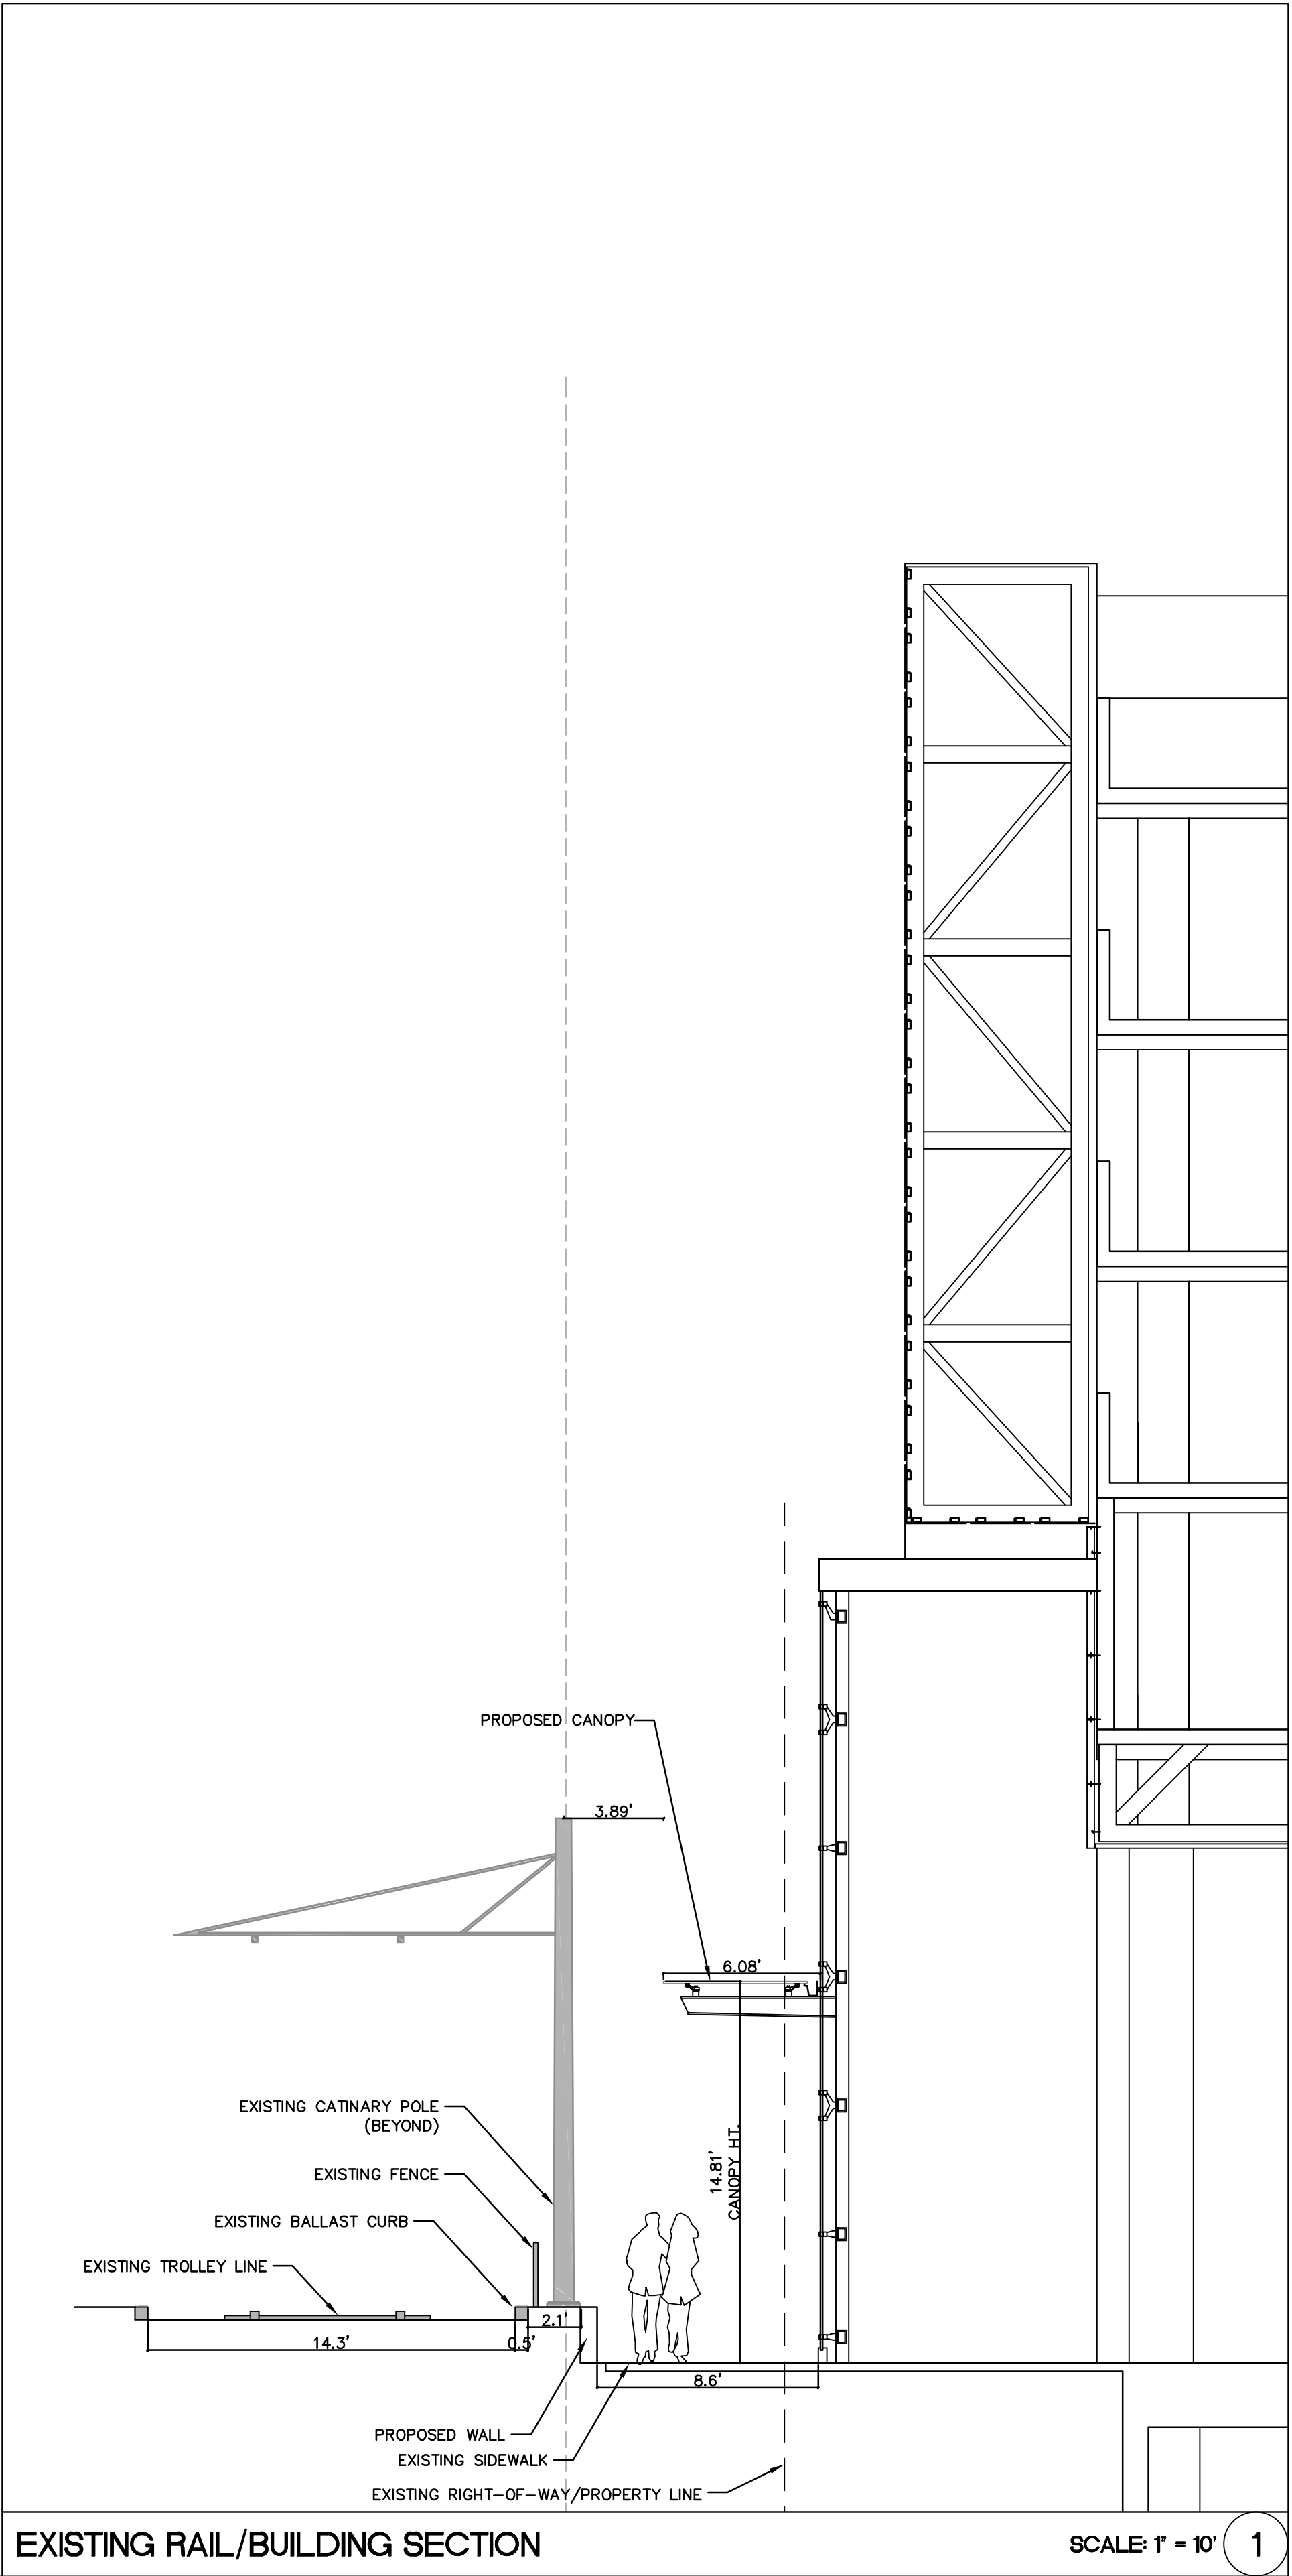 PROPOSED CANOPY
3.89'
6.08'
EXISTING CATINARY POLE
(BEYOND)
14.81'
CANOPY HT.
EXISTING FENCE
EXISTING BALLAST CURB
EXISTING TROLLEY LINE
2.1'
14.3'
0.5'
8.6'
PROPOSED WALL
EXISTING SIDEWALK
EXISTING RIGHT-OF-WAY/PROPERTY LINE
EXISTING RAIL/BUILDING SECTION
SCALE: 1" = 10'
1